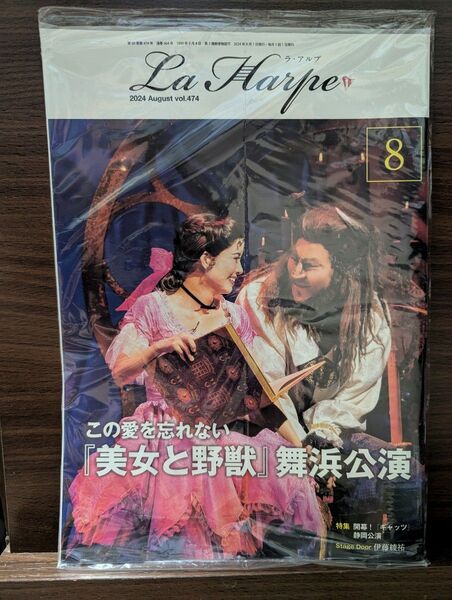 ラ・アルプ
La Harpe
2024 August vol.474
8
この愛を忘れない
『美女と野獣』舞浜公演
特集 開幕！『キャッツ』
静岡公演
Stage Door 伊藤綾祐